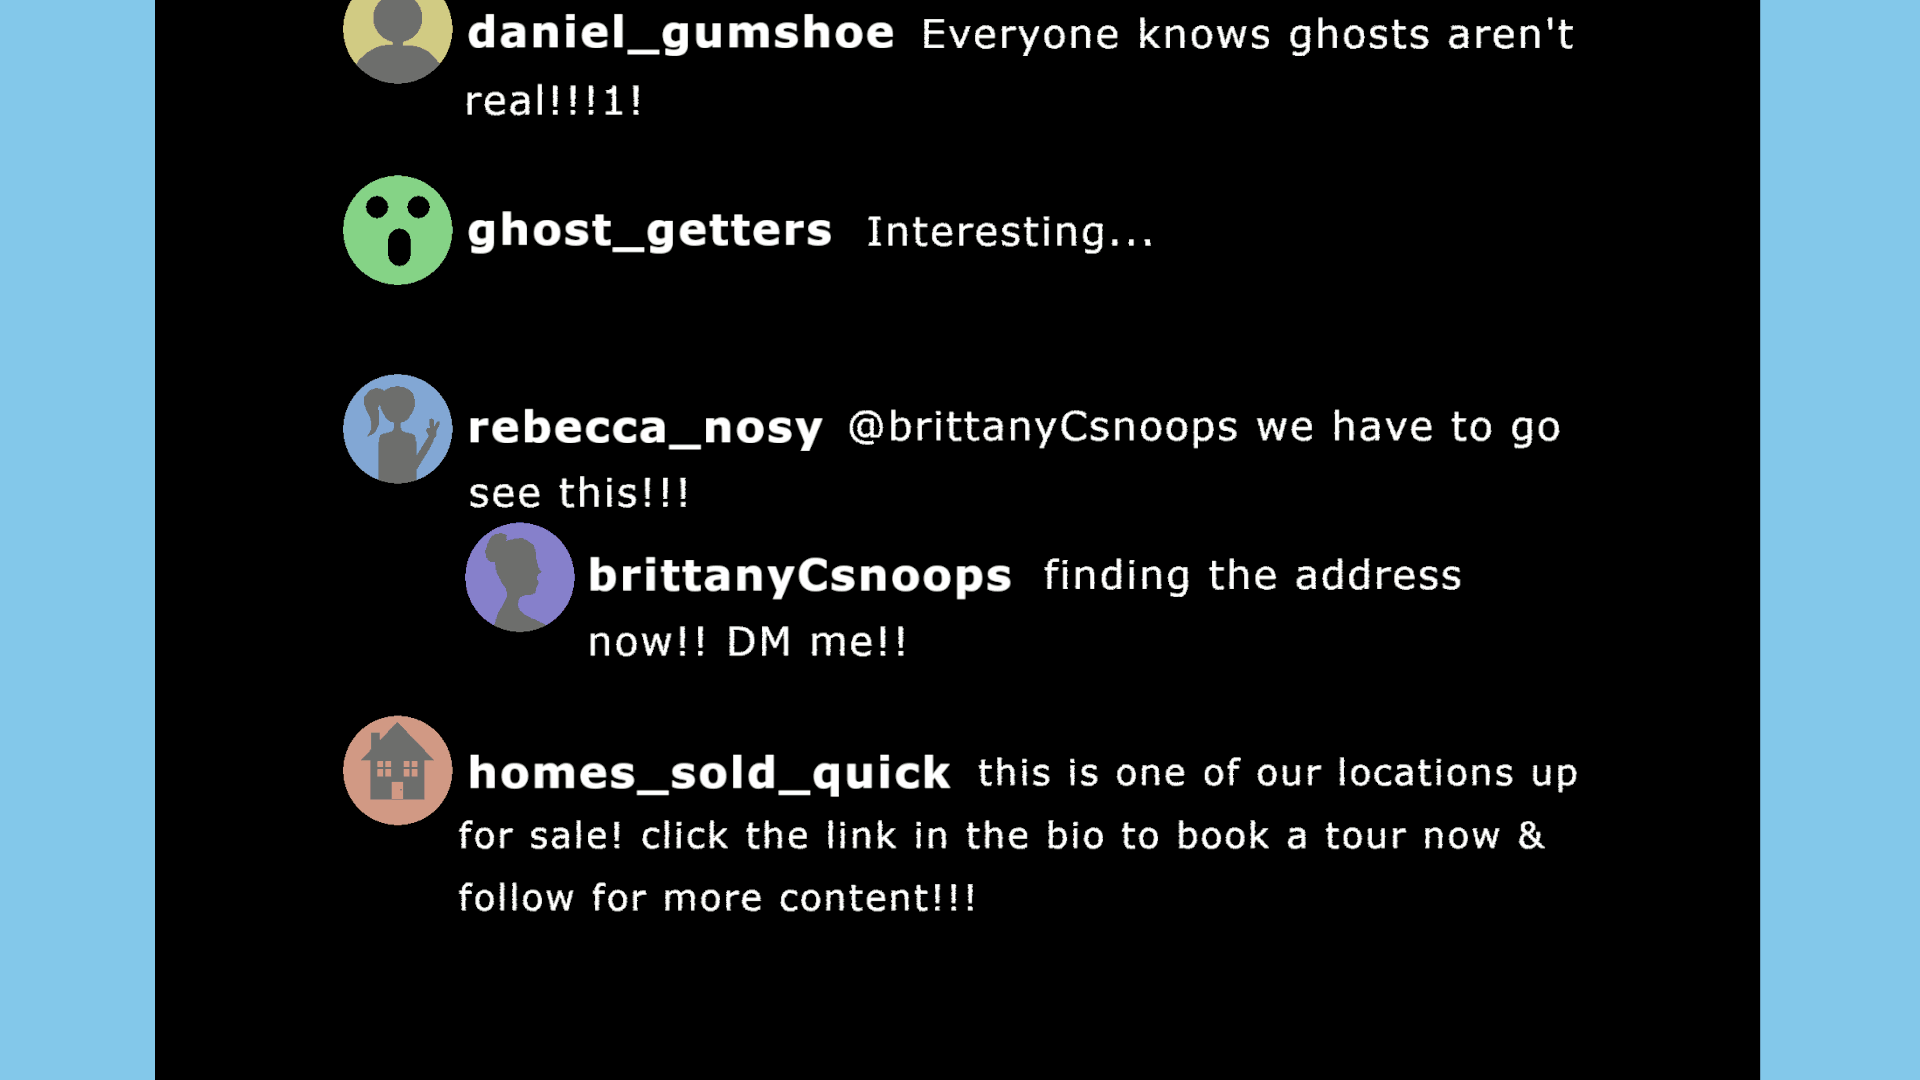 daniel_gumshoe Everyone knows ghosts aren't
real!!!1!
ghost_getters Interesting...
rebecca_nosy @brittanyCsnoops we have to go
see this!!!
brittanyCsnoops finding the address
now!! DM me!!
homes_sold_quick this is one of our locations up
for sale! click the link in the bio to book a tour now &
follow for more content!!!